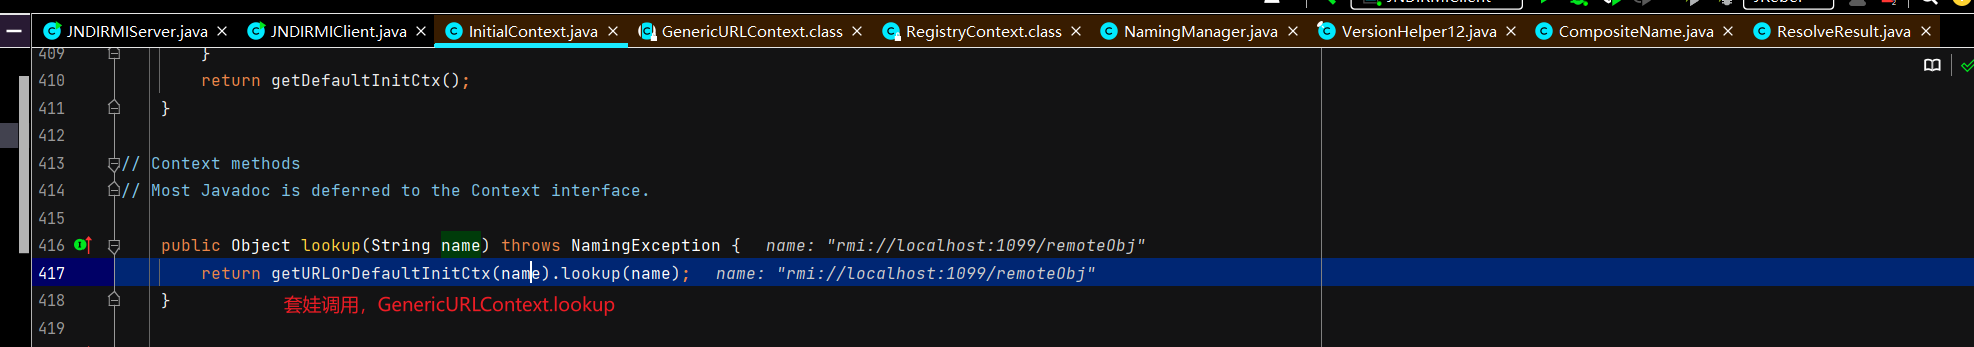 JNDIRMIClient
JRebel
JNDIRMIServer.java JNDIRMIClient.java InitialContext.java GenericURLContext.class RegistryContext.class NamingManager.java VersionHelper12.java CompositeName.java ResolveResult.java
409 }
410 return getDefaultInitCtx();
411 }
412
413 // Context methods
414 // Most Javadoc is deferred to the Context interface.
415
416 public Object lookup(String name) throws NamingException { name: "rmi://localhost:1099/remoteObj"
417 return getURLOrDefaultInitCtx(name).lookup(name); name: "rmi://localhost:1099/remoteObj"
418 }
套娃调用，GenericURLContext.lookup
419